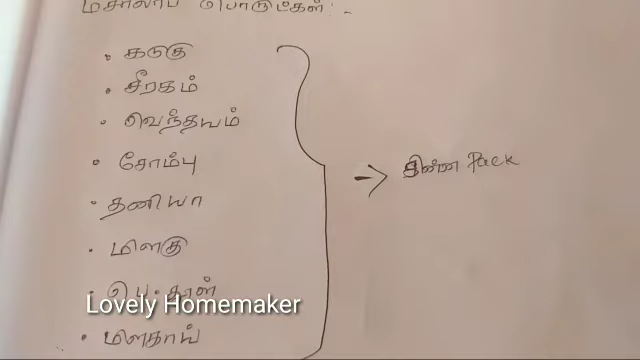 மசாலாப் பொருட்கள்:-
• கடுகு
• சீரகம்
• வெந்தயம்
• சோம்பு
• தனியா
• மிளகு
• பெ.தூள்
• மிளகாய்
→ சின்ன Pack
Lovely Homemaker